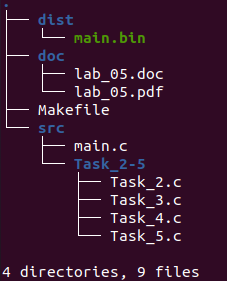 .
├── dist
│   └── main.bin
├── doc
│   ├── lab_05.doc
│   └── lab_05.pdf
├── Makefile
└── src
    ├── main.c
    └── Task_2-5
        ├── Task_2.c
        ├── Task_3.c
        ├── Task_4.c
        └── Task_5.c
4 directories, 9 files